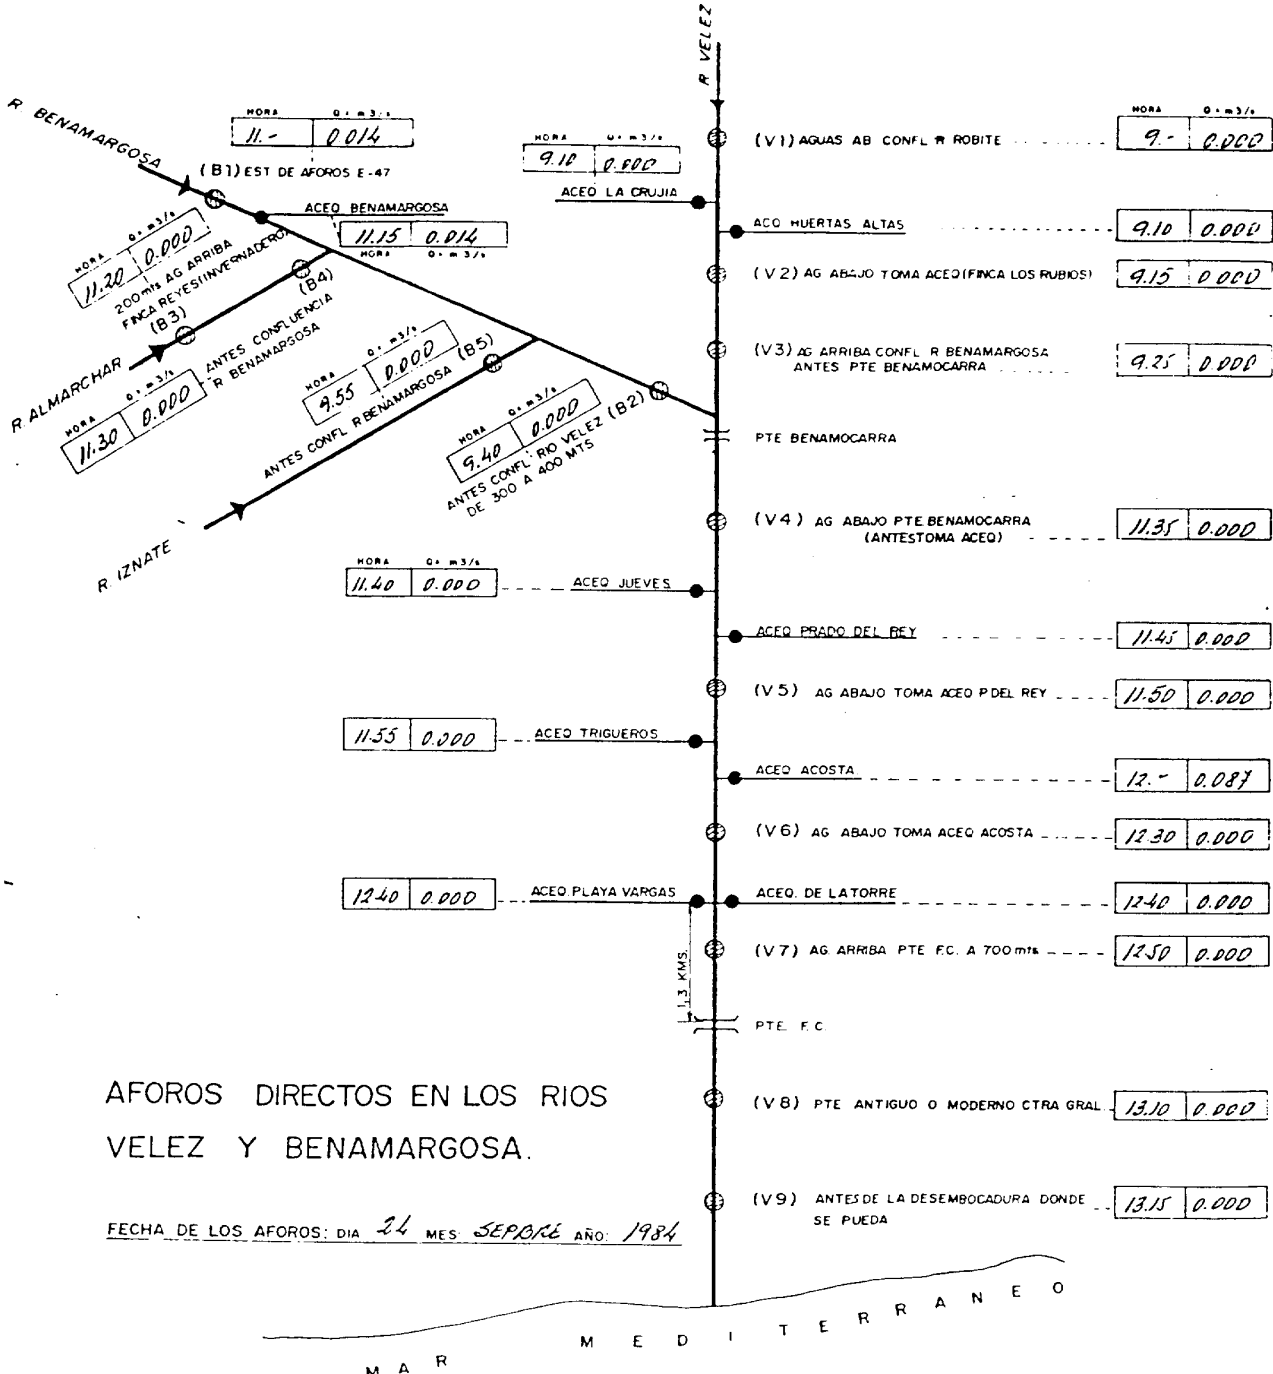 R VELEZ
HORA Q = m3/s
9.- 0.000
(V1) AGUAS AB CONFL R ROBITE
R. BENAMARGOSA
HORA Q = m3/s
11.- 0.014
(B1) EST DE AFOROS E-47
HORA Q = m3/s
9.10 0.000
ACEQ LA CRUJIA
ACEQ BENAMARGOSA
11.15 0.014
HORA Q = m3/s
HORA Q = m3/s
11.20 0.000
200 mts AG ARRIBA
FINCA REYES (INVERNADERO)
(B3)
(B4)
R. ALMARCHAR
ANTES CONFLUENCIA
R BENAMARGOSA
HORA Q = m3/s
11.30 0.000
HORA Q = m3/s
9.55 0.000
(B5)
ANTES CONFL R BENAMARGOSA
HORA Q = m3/s
9.40 0.000
(B2)
ANTES CONFL. RIO VELEZ
DE 300 A 400 MTS
R. IZNATE
ACO HUERTAS ALTAS
9.10 0.000
(V2) AG ABAJO TOMA ACEQ (FINCA LOS RUBIOS)
9.15 0.000
(V3) AG ARRIBA CONFL R BENAMARGOSA
ANTES PTE BENAMOCARRA
9.25 0.000
PTE BENAMOCARRA
(V4) AG ABAJO PTE BENAMOCARRA
(ANTES TOMA ACEQ)
11.35 0.000
HORA Q = m3/s
11.40 0.000
ACEQ JUEVES
ACEQ PRADO DEL REY
11.45 0.000
(V5) AG ABAJO TOMA ACEQ P DEL REY
11.50 0.000
11.55 0.000
ACEQ TRIGUEROS
ACEQ ACOSTA
12.- 0.087
(V6) AG ABAJO TOMA ACEQ ACOSTA
12.30 0.000
12.40 0.000
ACEQ. PLAYA VARGAS
ACEQ. DE LA TORRE
12.40 0.000
(V7) AG. ARRIBA PTE F.C. A 700 mts
12.50 0.000
1,3 KMS.
PTE F.C.
AFOROS DIRECTOS EN LOS RIOS
VELEZ Y BENAMARGOSA.
(V8) PTE ANTIGUO O MODERNO CTRA GRAL.
13.10 0.000
(V9) ANTES DE LA DESEMBOCADURA DONDE
SE PUEDA
13.15 0.000
FECHA DE LOS AFOROS: DIA 24 MES: SEPBRE AÑO: 1984
MAR MEDITERRANEO